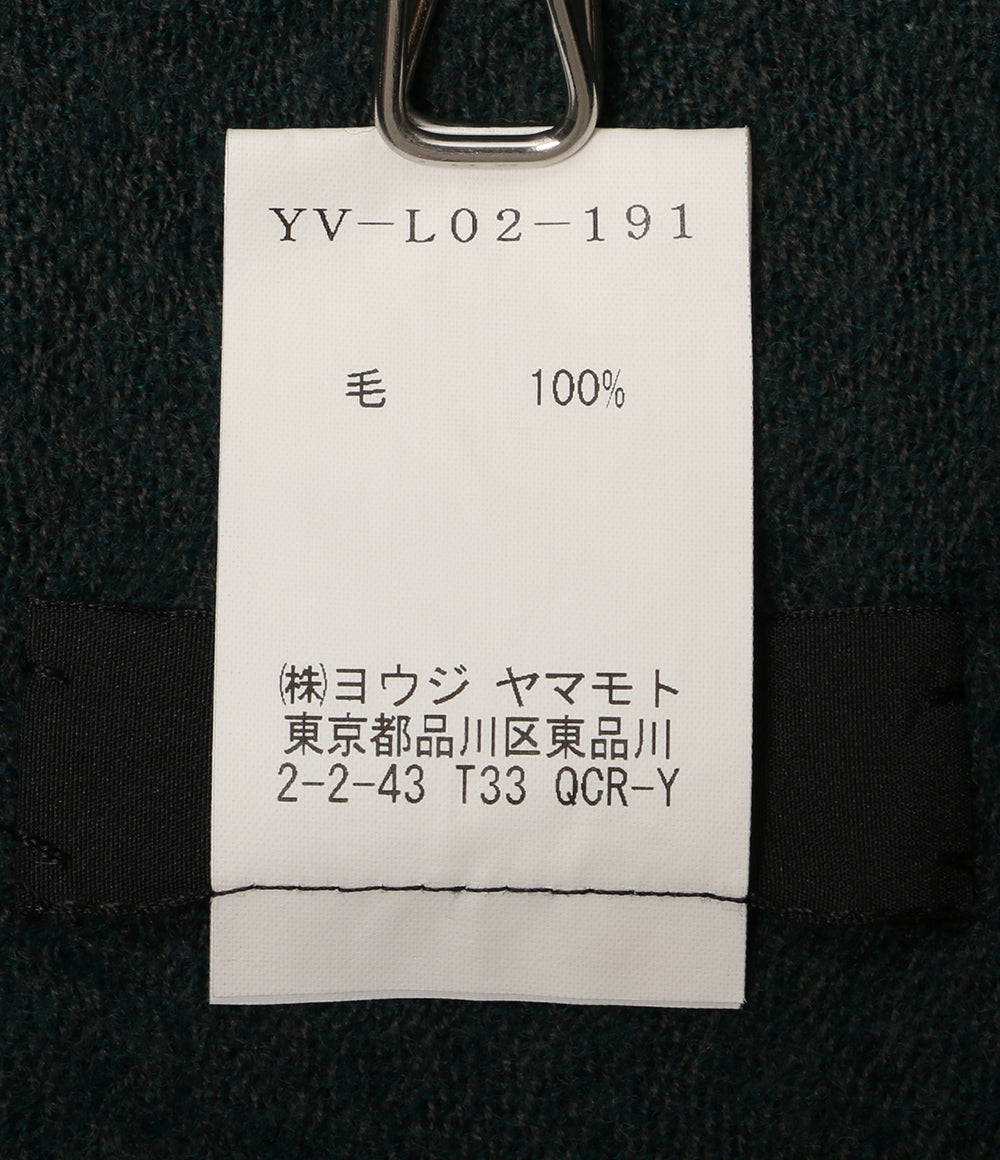 YV-L02-191
毛 100%
㈱ヨウジ ヤマモト
東京都品川区東品川
2-2-43 T33 QCR-Y